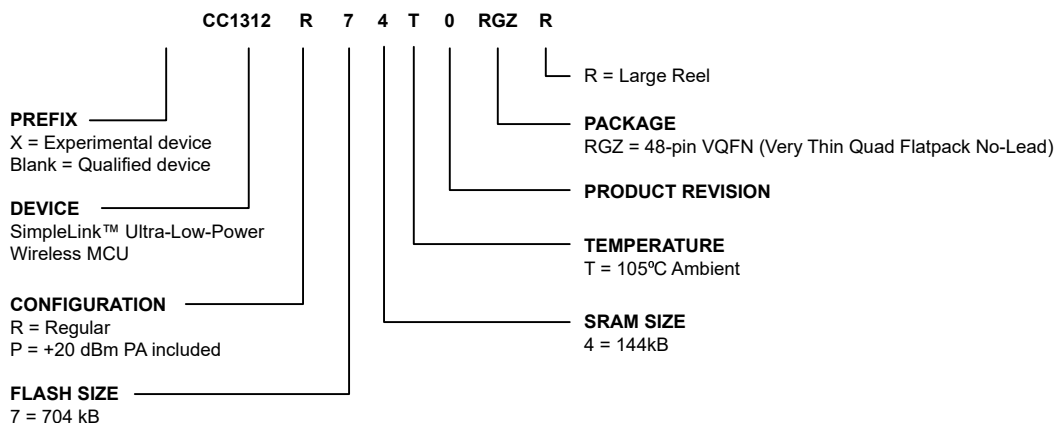 CC1312 R 7 4 T 0 RGZ R
PREFIX
X = Experimental device
Blank = Qualified device
DEVICE
SimpleLink™ Ultra-Low-Power
Wireless MCU
CONFIGURATION
R = Regular
P = +20 dBm PA included
FLASH SIZE
7 = 704 kB
R = Large Reel
PACKAGE
RGZ = 48-pin VQFN (Very Thin Quad Flatpack No-Lead)
PRODUCT REVISION
TEMPERATURE
T = 105ºC Ambient
SRAM SIZE
4 = 144kB